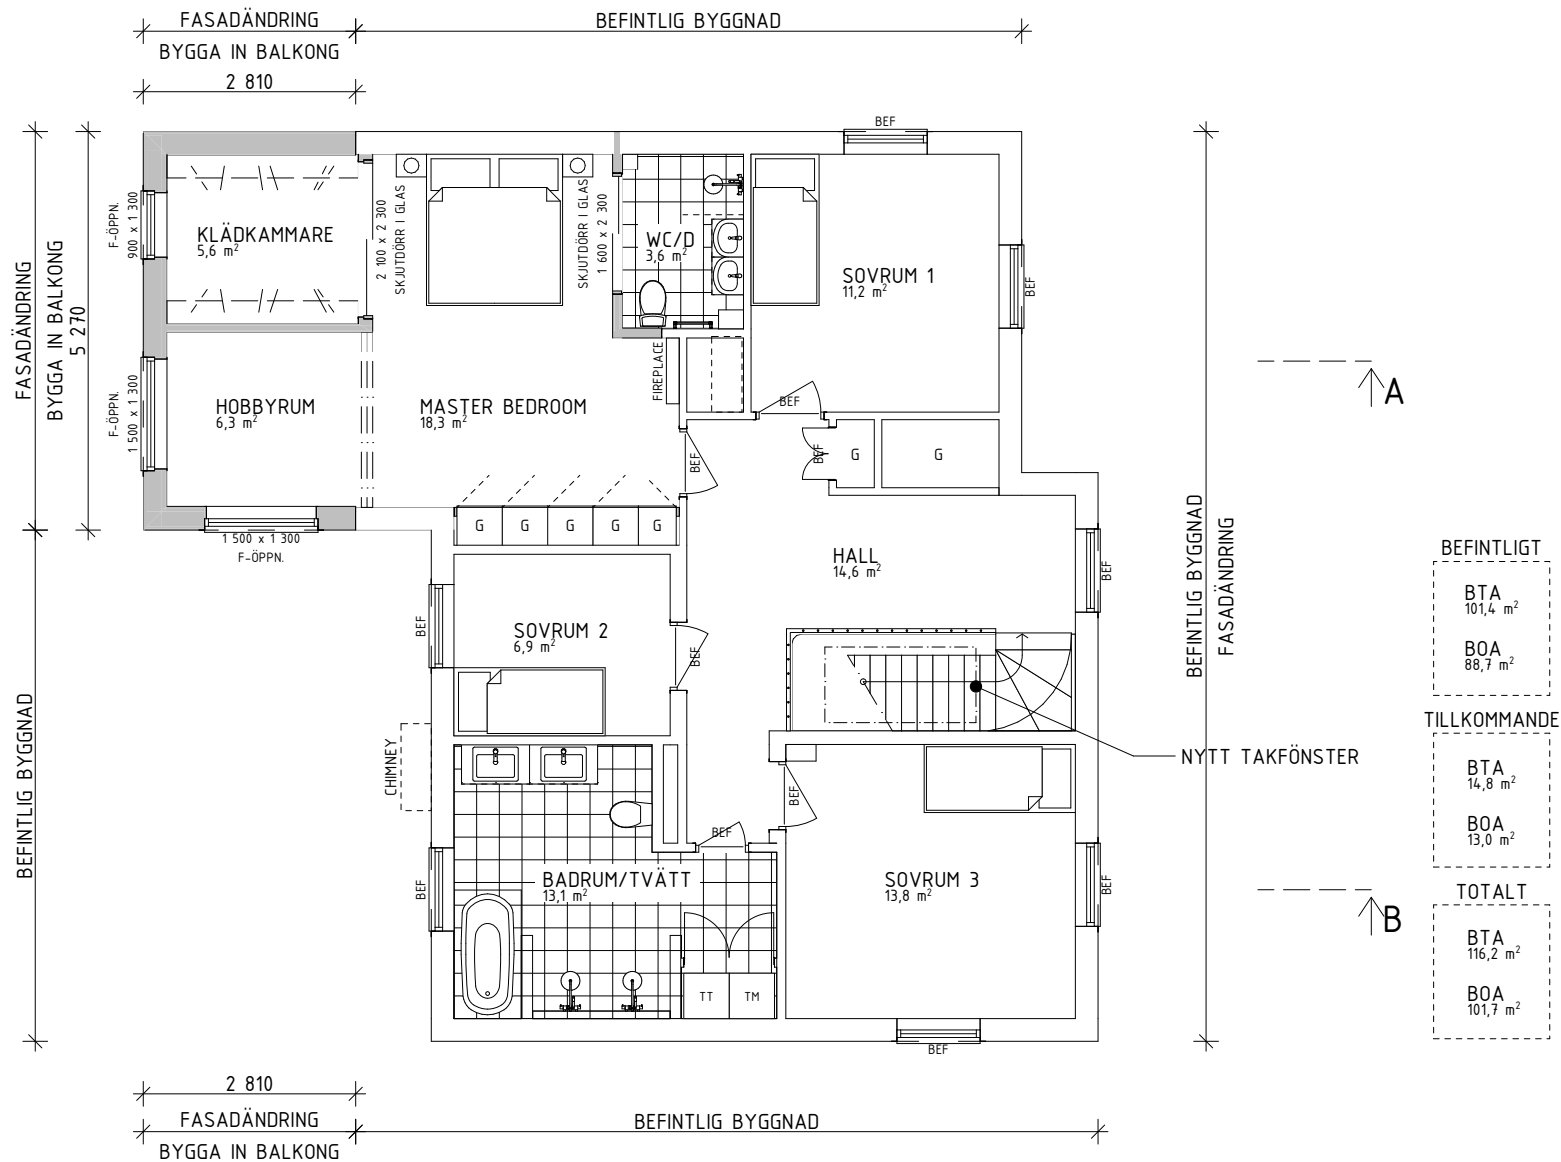 FASADÄNDRING
BEFINTLIG BYGGNAD
BYGGA IN BALKONG
2 810
BEF
FASADÄNDRING
BYGGA IN BALKONG
5 270
F-ÖPPN.
900 x 1 300
KLÄDKAMMARE
5,6 m²
2 100 x 2 300
SKJUTDÖRR I GLAS
SKJUTDÖRR I GLAS
1 600 x 2 300
WC/D
3,6 m²
SOVRUM 1
11,2 m²
BEF
F-ÖPPN.
1 500 x 1 300
HOBBYRUM
6,3 m²
MASTER BEDROOM
18,3 m²
FIREPLACE
BEF
A
BEF
BEF
G
G
G
G
G
G
G
1 500 x 1 300
F-ÖPPN.
BEFINTLIG BYGGNAD
FASADÄNDRING
HALL
14,6 m²
BEF
BEFINTLIGT
BTA
101,4 m²
BOA
88,7 m²
BEF
SOVRUM 2
6,9 m²
BEF
TILLKOMMANDE
BTA
14,8 m²
BOA
13,0 m²
NYTT TAKFÖNSTER
BEFINTLIG BYGGNAD
CHIMNEY
BEF
BEF
BEF
BADRUM/TVÄTT
13,1 m²
SOVRUM 3
13,8 m²
BEF
B
TOTALT
BTA
116,2 m²
BOA
101,7 m²
TT
TM
BEF
2 810
FASADÄNDRING
BEFINTLIG BYGGNAD
BYGGA IN BALKONG